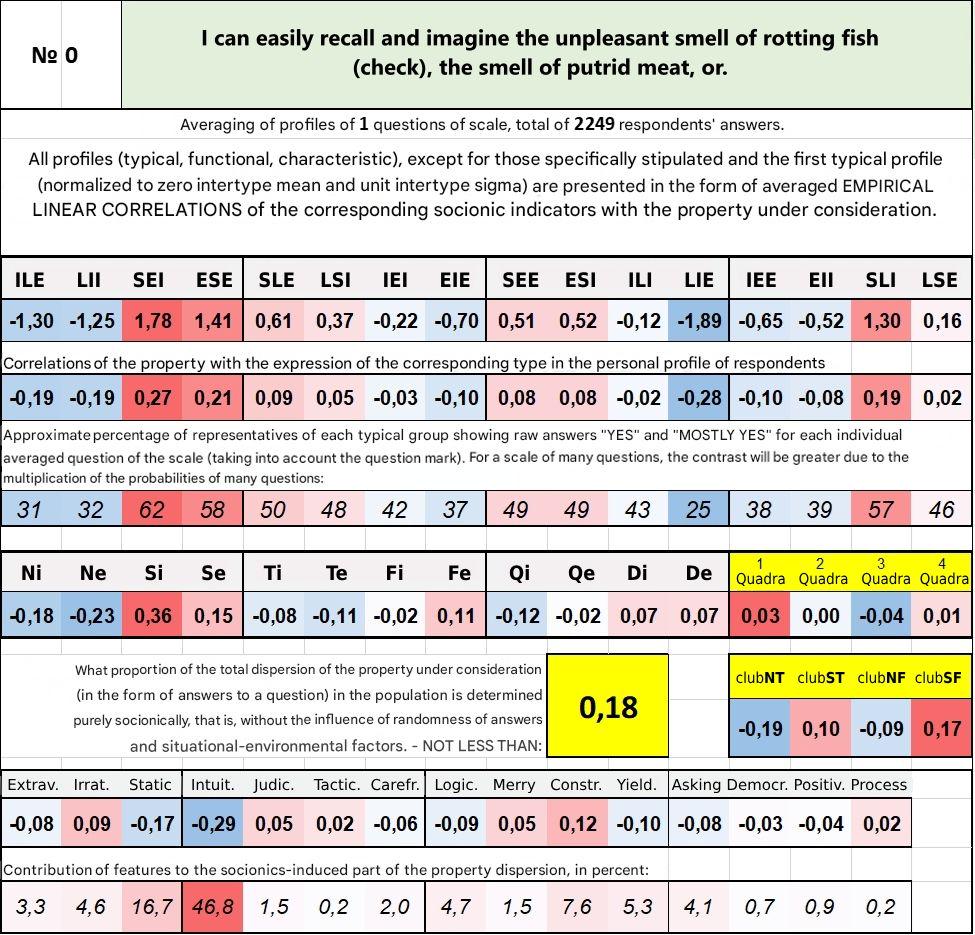 № 0
I can easily recall and imagine the unpleasant smell of rotting fish
(check), the smell of putrid meat, or.
Averaging of profiles of 1 questions of scale, total of 2249 respondents' answers.
All profiles (typical, functional, characteristic), except for those specifically stipulated and the first typical profile
(normalized to zero intertype mean and unit intertype sigma) are presented in the form of averaged EMPIRICAL
LINEAR CORRELATIONS of the corresponding socionic indicators with the property under consideration.
ILE LII SEI ESE SLE LSI IEI EIE SEE ESI ILI LIE IEE EII SLI LSE
-1,30 -1,25 1,78 1,41 0,61 0,37 -0,22 -0,70 0,51 0,52 -0,12 -1,89 -0,65 -0,52 1,30 0,16
Correlations of the property with the expression of the corresponding type in the personal profile of respondents
-0,19 -0,19 0,27 0,21 0,09 0,05 -0,03 -0,10 0,08 0,08 -0,02 -0,28 -0,10 -0,08 0,19 0,02
Approximate percentage of representatives of each typical group showing raw answers "YES" and "MOSTLY YES" for each individual
averaged question of the scale (taking into account the question mark). For a scale of many questions, the contrast will be greater due to the
multiplication of the probabilities of many questions:
31 32 62 58 50 48 42 37 49 49 43 25 38 39 57 46
Ni Ne Si Se Ti Te Fi Fe Qi Qe Di De 1 Quadra 2 Quadra 3 Quadra 4 Quadra
-0,18 -0,23 0,36 0,15 -0,08 -0,11 -0,02 0,11 -0,12 -0,02 0,07 0,07 0,03 0,00 -0,04 0,01
What proportion of the total dispersion of the property under consideration
(in the form of answers to a question) in the population is determined
purely socionically, that is, without the influence of randomness of answers
and situational-environmental factors. - NOT LESS THAN:
0,18
clubNT clubST clubNF clubSF
-0,19 0,10 -0,09 0,17
Extrav. Irrat. Static Intuit. Judic. Tactic. Carefr. Logic. Merry Constr. Yield. Asking Democr. Positiv. Process
-0,08 0,09 -0,17 -0,29 0,05 0,02 -0,06 -0,09 0,05 0,12 -0,10 -0,08 -0,03 -0,04 0,02
Contribution of features to the socionics-induced part of the property dispersion, in percent:
3,3 4,6 16,7 46,8 1,5 0,2 2,0 4,7 1,5 7,6 5,3 4,1 0,7 0,9 0,2